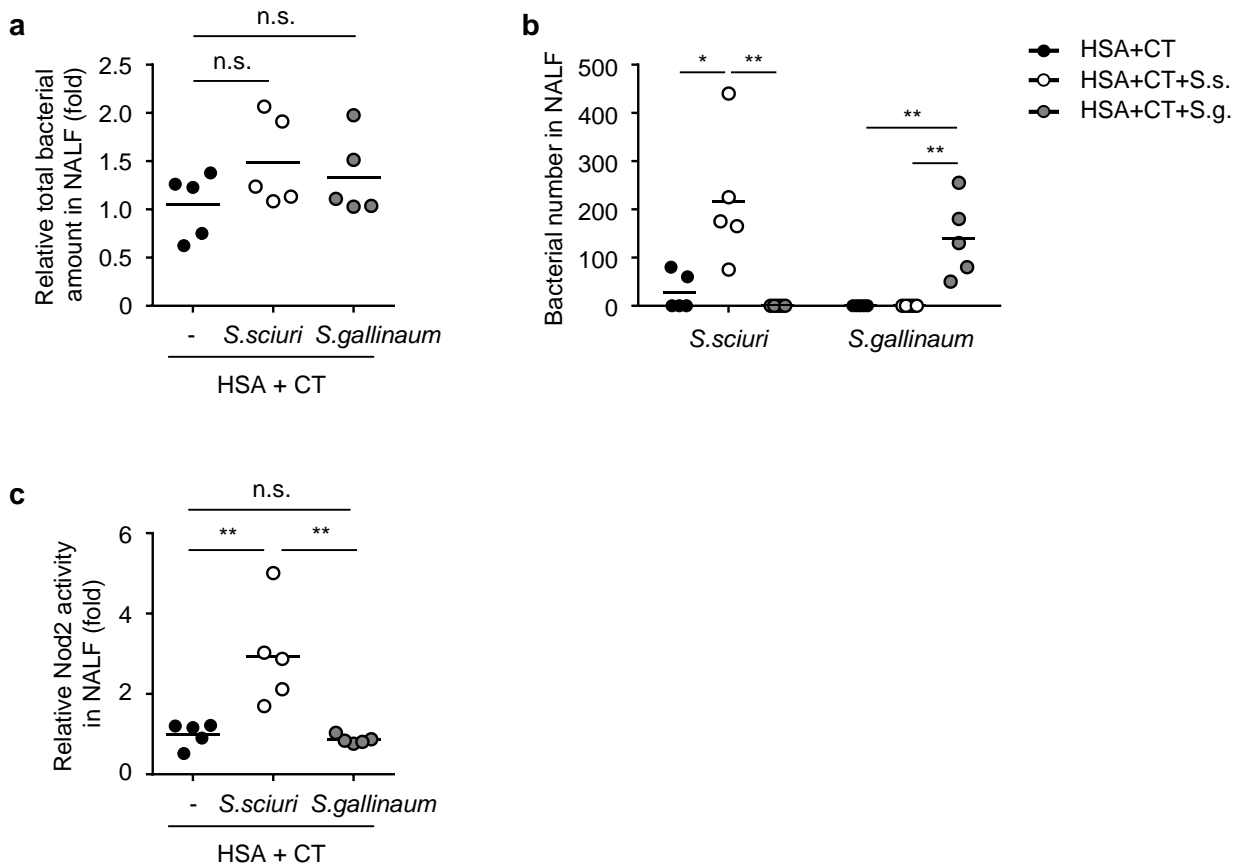 a
n.s.
n.s.
Relative total bacterial
amount in NALF (fold)
2.5
2.0
1.5
1.0
0.5
0
- S.sciuri S.gallinaum
HSA + CT
b
* **
**
**
Bacterial number in NALF
500
400
300
200
100
0
S.sciuri S.gallinaum
HSA+CT
HSA+CT+S.s.
HSA+CT+S.g.
c
n.s.
** **
Relative Nod2 activity
in NALF (fold)
6
4
2
0
- S.sciuri S.gallinaum
HSA + CT